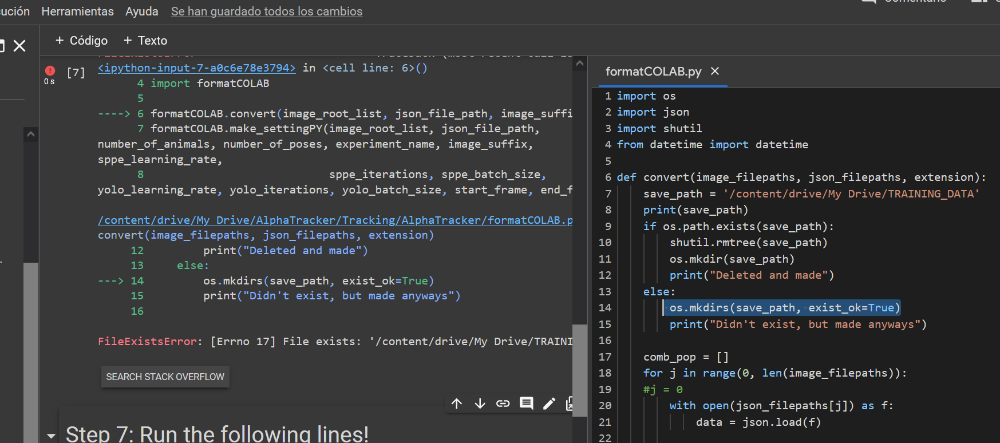 Herramientas Ayuda Se han guardado todos los cambios
+ Código + Texto
[7]
0 s
<ipython-input-7-a0c6e78e3794> in <cell line: 6>()
4 import formatCOLAB
5
----> 6 formatCOLAB.convert(image_root_list, json_file_path, image_suffi
7 formatCOLAB.make_settingPY(image_root_list, json_file_path,
number_of_animals, number_of_poses, experiment_name, image_suffix,
sppe_learning_rate,
8 sppe_iterations, sppe_batch_size,
yolo_learning_rate, yolo_iterations, yolo_batch_size, start_frame, end_f
/content/drive/My Drive/AlphaTracker/Tracking/AlphaTracker/formatCOLAB.p
convert(image_filepaths, json_filepaths, extension)
12 print("Deleted and made")
13 else:
---> 14 os.mkdirs(save_path, exist_ok=True)
15 print("Didn't exist, but made anyways")
16
FileExistsError: [Errno 17] File exists: '/content/drive/My Drive/TRAINI
SEARCH STACK OVERFLOW
Step 7: Run the following lines!
formatCOLAB.py
1 import os
2 import json
3 import shutil
4 from datetime import datetime
5
6 def convert(image_filepaths, json_filepaths, extension):
7 save_path = '/content/drive/My Drive/TRAINING_DATA'
8 print(save_path)
9 if os.path.exists(save_path):
10 shutil.rmtree(save_path)
11 os.mkdir(save_path)
12 print("Deleted and made")
13 else:
14 os.mkdirs(save_path, exist_ok=True)
15 print("Didn't exist, but made anyways")
16
17 comb_pop = []
18 for j in range(0, len(image_filepaths)):
19 #j = 0
20 with open(json_filepaths[j]) as f:
21 data = json.load(f)
22